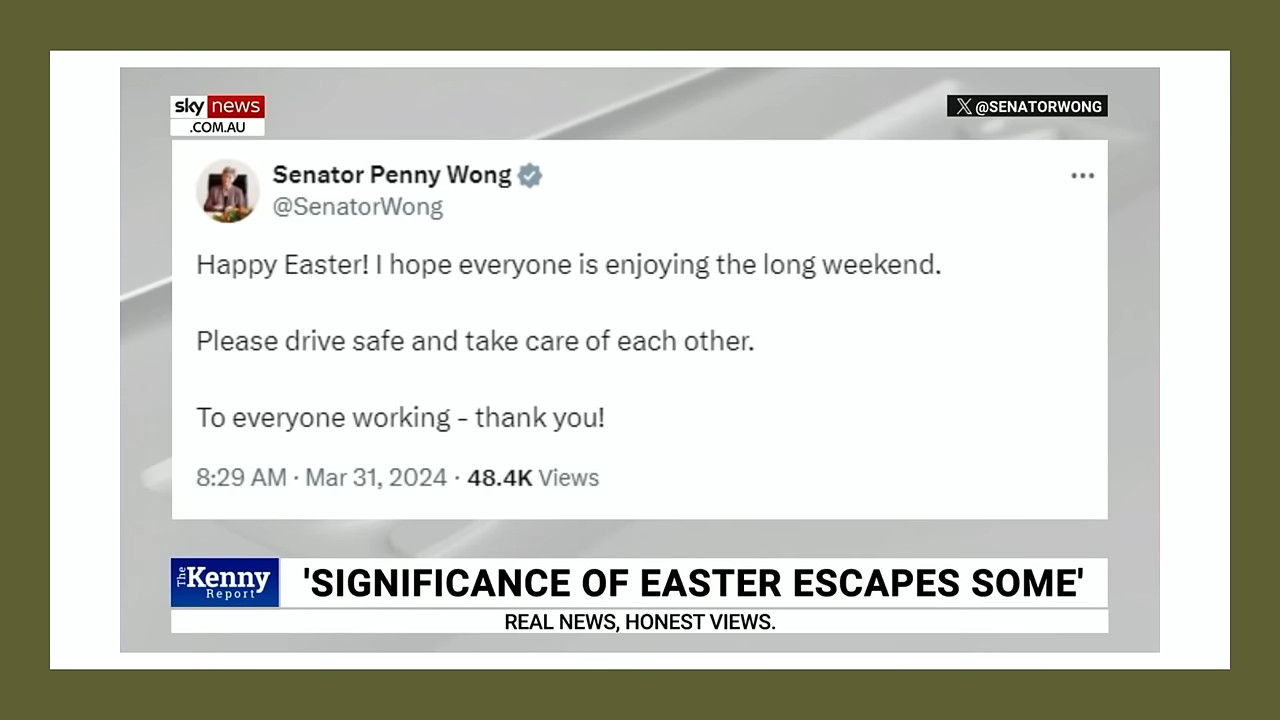 sky news
.COM.AU
X @SENATORWONG
Senator Penny Wong
@SenatorWong
Happy Easter! I hope everyone is enjoying the long weekend.
Please drive safe and take care of each other.
To everyone working - thank you!
8:29 AM · Mar 31, 2024 · 48.4K Views
The Kenny Report
'SIGNIFICANCE OF EASTER ESCAPES SOME'
REAL NEWS, HONEST VIEWS.